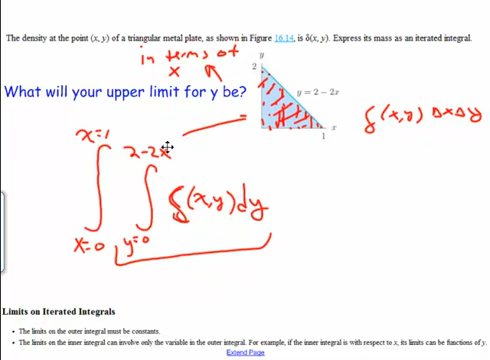 The density at the point (x, y) of a triangular metal plate, as shown in Figure 16.14, is δ(x, y). Express its mass as an iterated integral.
in terms of
x
What will your upper limit for y be?
y
2
y = 2 − 2x
1
x
δ(x,y) Δx Δy
x=1
2-2x
∫ ∫ δ(x,y) dy
x=0
y=0
Limits on Iterated Integrals
• The limits on the outer integral must be constants.
• The limits on the inner integral can involve only the variable in the outer integral. For example, if the inner integral is with respect to x, its limits can be functions of y.
Extend Page